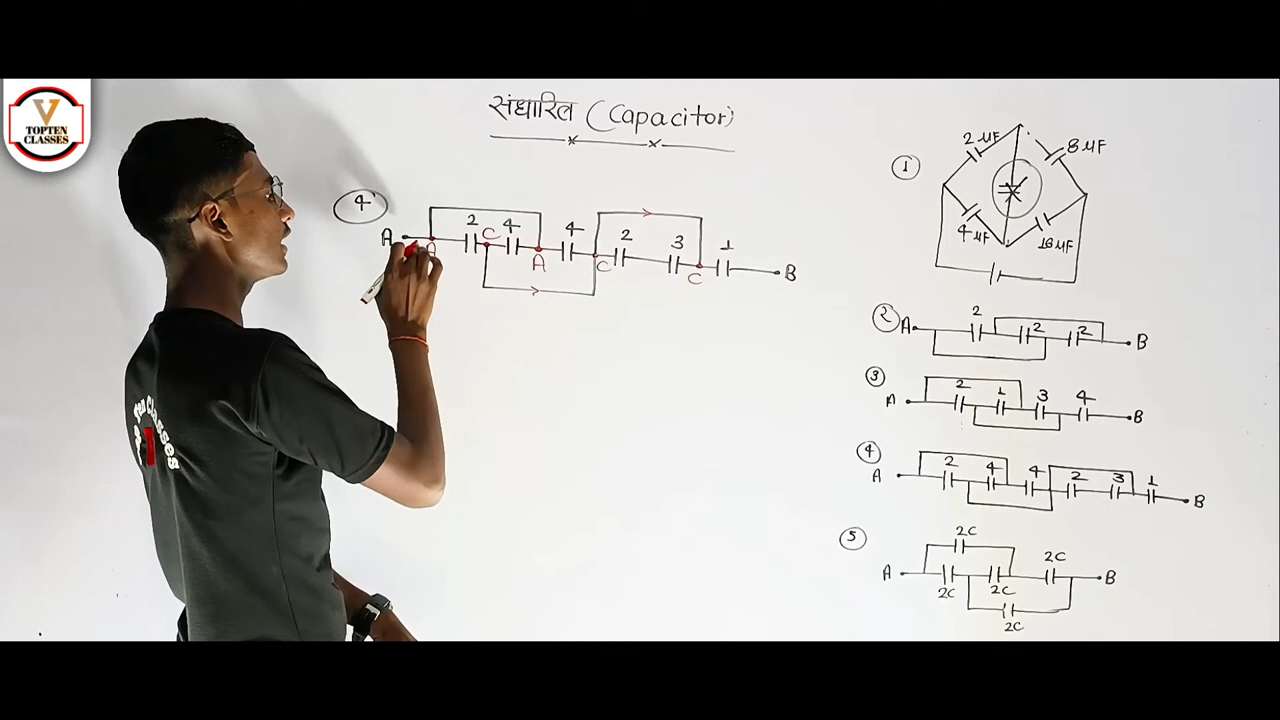 V
TOPTEN
CLASSES
संधारित्र (Capacitor)
4
A 2 C 4 4 2 3 1 B
A A C C
1
2 μF 8 μF
4 μF 16 μF
2
A 2 2 2 B
3
A 2 1 3 4 B
4
A 2 4 4 2 3 1 B
5
2C
A 2C B
2C 2C
2C
Classes